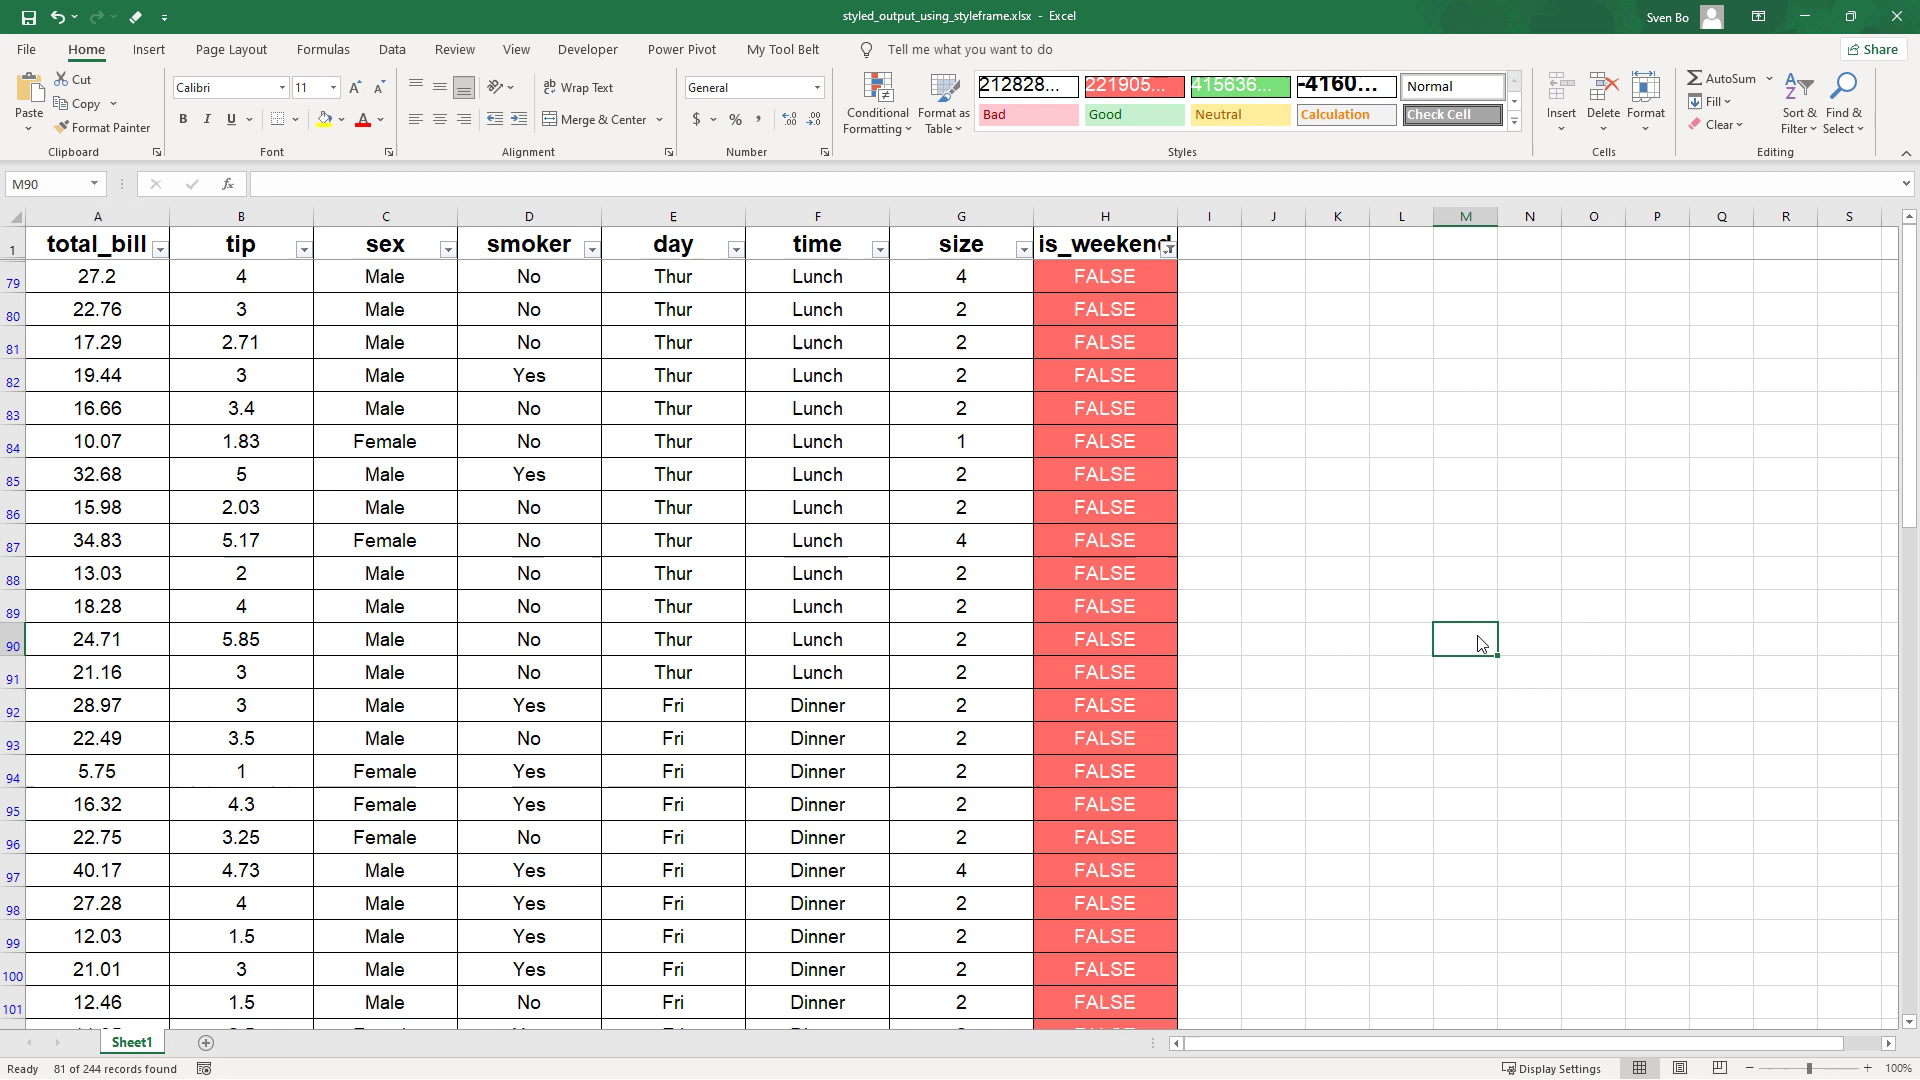 styled_output_using_styleframe.xlsx - Excel
Sven Bo
File Home Insert Page Layout Formulas Data Review View Developer Power Pivot My Tool Belt Tell me what you want to do Share
Paste
Cut
Copy
Format Painter
Clipboard
Calibri 11
B I U
Font
Wrap Text
Merge & Center
Alignment
General
$ % ,
Number
Conditional Formatting
Format as Table
212828... 221905... 415636... -4160... Normal
Bad Good Neutral Calculation Check Cell
Styles
Insert Delete Format
Cells
AutoSum
Fill
Clear
Sort & Filter
Find & Select
Editing
M90 fx
A B C D E F G H I J K L M N O P Q R S
1 total_bill tip sex smoker day time size is_weekend
79 27.2 4 Male No Thur Lunch 4 FALSE
80 22.76 3 Male No Thur Lunch 2 FALSE
81 17.29 2.71 Male No Thur Lunch 2 FALSE
82 19.44 3 Male Yes Thur Lunch 2 FALSE
83 16.66 3.4 Male No Thur Lunch 2 FALSE
84 10.07 1.83 Female No Thur Lunch 1 FALSE
85 32.68 5 Male Yes Thur Lunch 2 FALSE
86 15.98 2.03 Male No Thur Lunch 2 FALSE
87 34.83 5.17 Female No Thur Lunch 4 FALSE
88 13.03 2 Male No Thur Lunch 2 FALSE
89 18.28 4 Male No Thur Lunch 2 FALSE
90 24.71 5.85 Male No Thur Lunch 2 FALSE
91 21.16 3 Male No Thur Lunch 2 FALSE
92 28.97 3 Male Yes Fri Dinner 2 FALSE
93 22.49 3.5 Male No Fri Dinner 2 FALSE
94 5.75 1 Female Yes Fri Dinner 2 FALSE
95 16.32 4.3 Female Yes Fri Dinner 2 FALSE
96 22.75 3.25 Female No Fri Dinner 2 FALSE
97 40.17 4.73 Male Yes Fri Dinner 4 FALSE
98 27.28 4 Male Yes Fri Dinner 2 FALSE
99 12.03 1.5 Male Yes Fri Dinner 2 FALSE
100 21.01 3 Male Yes Fri Dinner 2 FALSE
101 12.46 1.5 Male No Fri Dinner 2 FALSE
Sheet1
Ready 81 of 244 records found Display Settings 100%